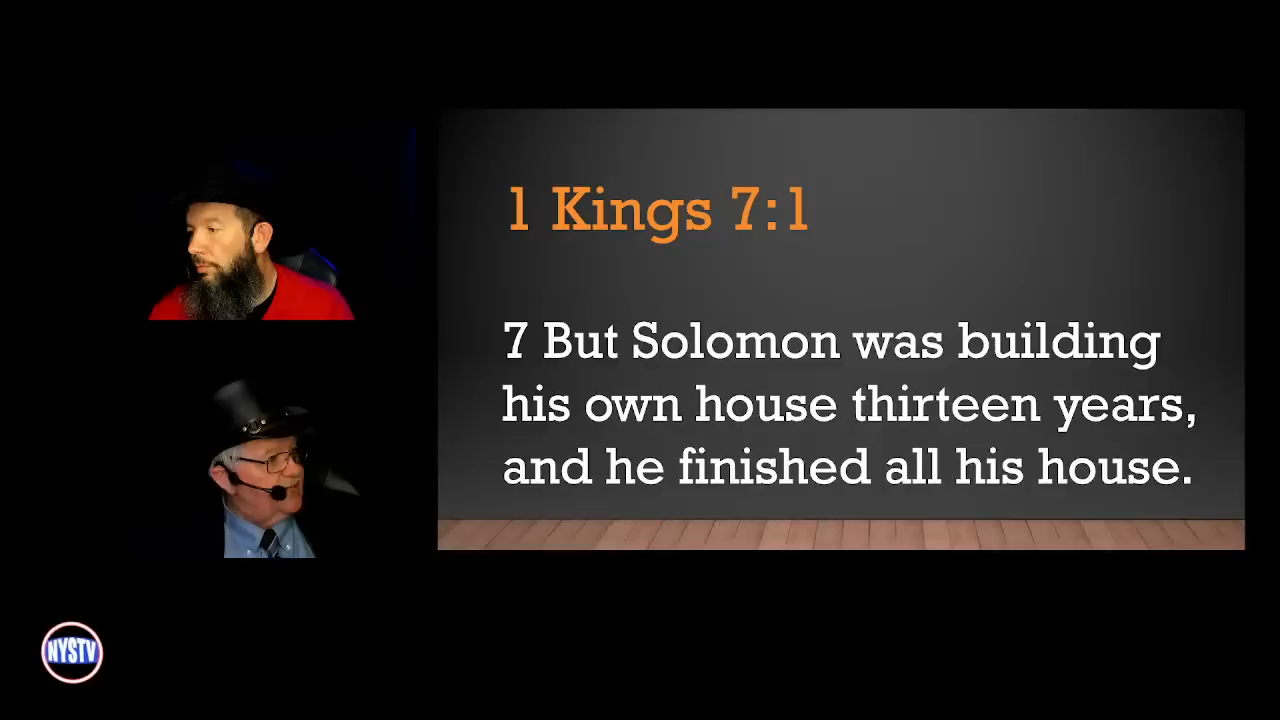 1 Kings 7:1
7 But Solomon was building
his own house thirteen years,
and he finished all his house.
NYSTV